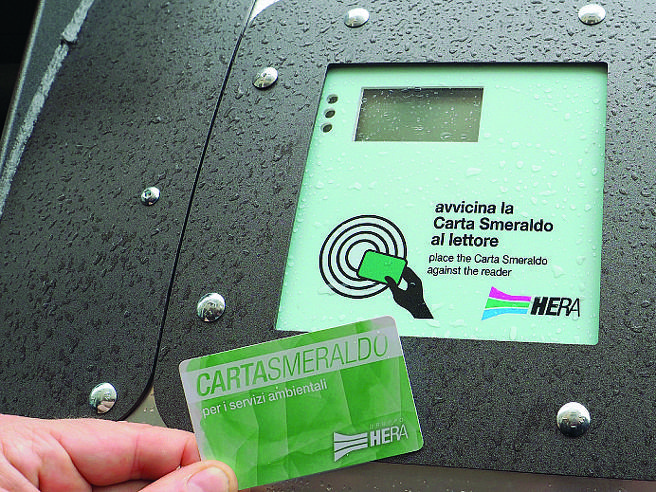 avvicina la
Carta Smeraldo
al lettore
place the Carta Smeraldo
against the reader
HERA
CARTASMERALDO
per i servizi ambientali
GRUPPO
HERA